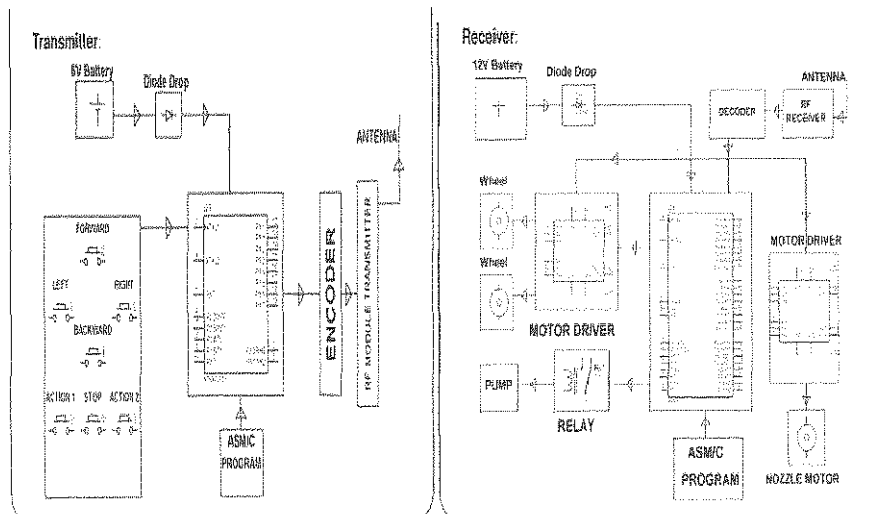 Transmitter:
6V Battery
Diode Drop
ANTENNA
FORWARD
LEFT
RIGHT
BACKWARD
ACTION 1 STOP ACTION 2
ENCODER
RF MODULE TRANSMITTER
ASM/C
PROGRAM
Receiver:
12V Battery
Diode Drop
ANTENNA
DECODER
RF
RECEIVER
Wheel
Wheel
MOTOR DRIVER
MOTOR DRIVER
PUMP
RELAY
ASM/C
PROGRAM
NOZZLE MOTOR